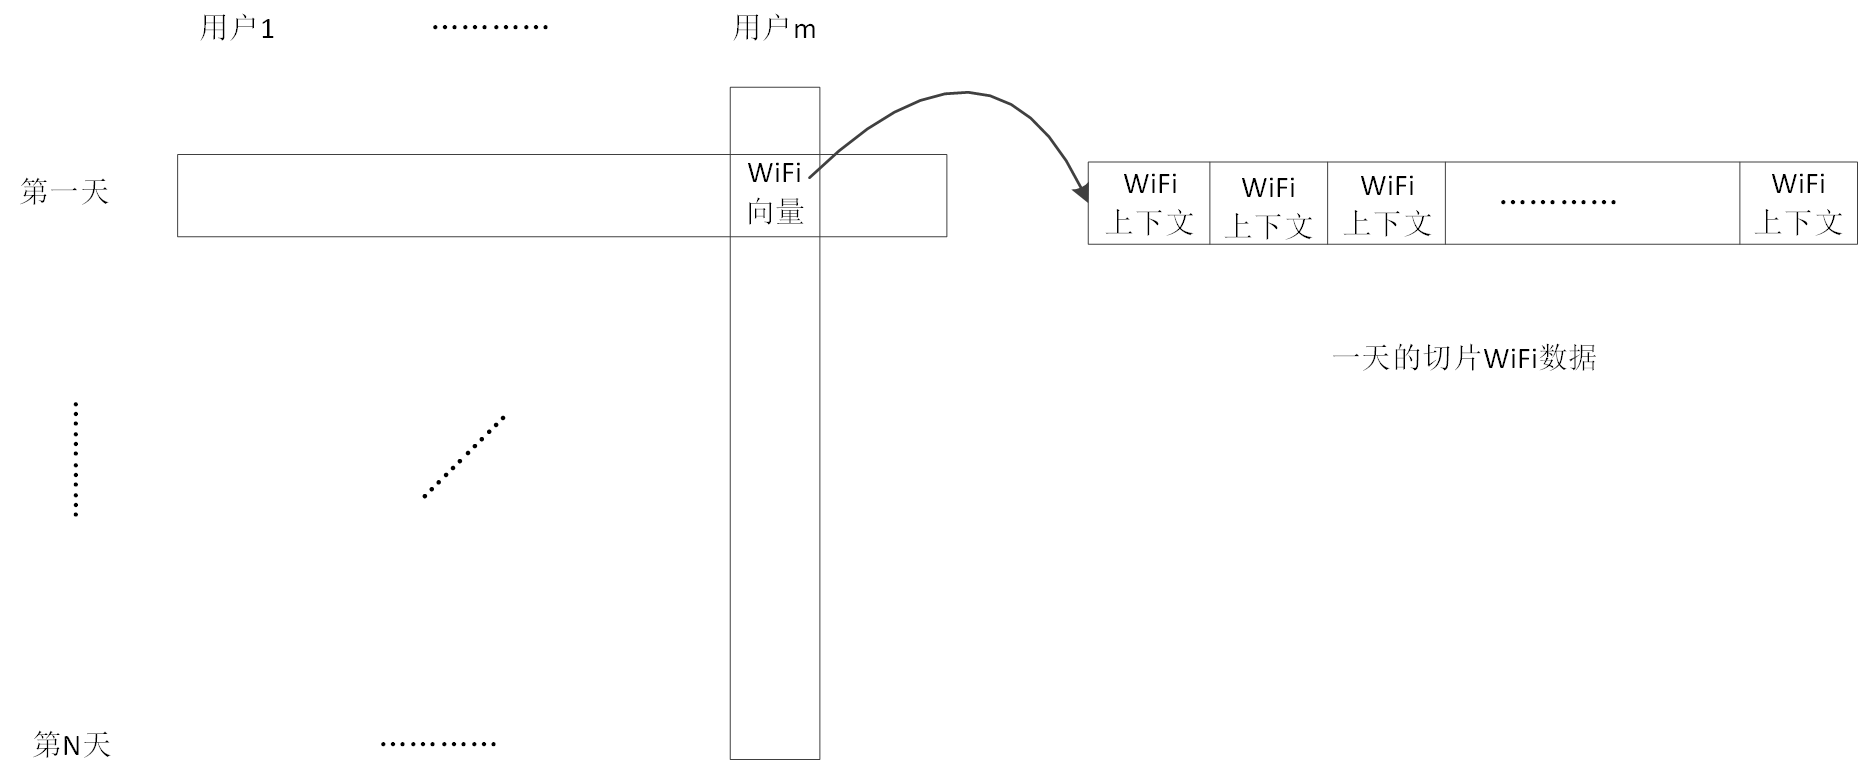 用户1 ………… 用户m
第一天
WiFi
向量
WiFi
上下文
WiFi
上下文
WiFi
上下文
…………
WiFi
上下文
一天的切片WiFi数据
第N天 …………